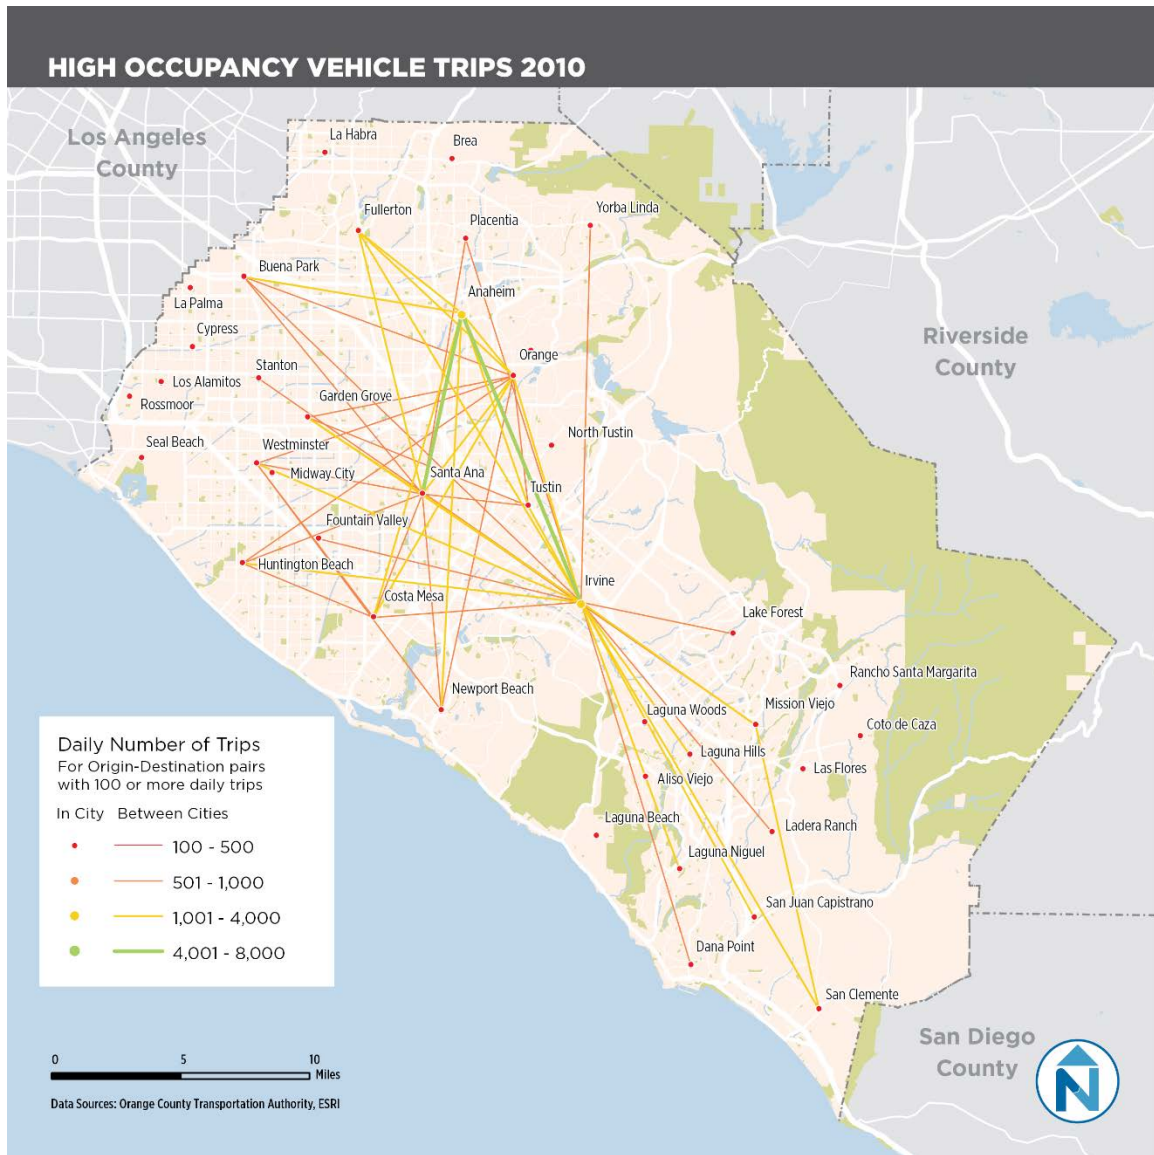 HIGH OCCUPANCY VEHICLE TRIPS 2010
Los Angeles
County
La Habra
Brea
Fullerton
Placentia
Yorba Linda
Buena Park
Anaheim
La Palma
Cypress
Riverside
County
Stanton
Orange
Los Alamitos
Garden Grove
Rossmoor
Seal Beach
Westminster
North Tustin
Midway City
Santa Ana
Tustin
Fountain Valley
Huntington Beach
Irvine
Costa Mesa
Lake Forest
Rancho Santa Margarita
Newport Beach
Laguna Woods
Mission Viejo
Coto de Caza
Laguna Hills
Las Flores
Aliso Viejo
Laguna Beach
Ladera Ranch
Laguna Niguel
San Juan Capistrano
Dana Point
San Clemente
San Diego
County
Daily Number of Trips
For Origin-Destination pairs
with 100 or more daily trips
In City Between Cities
100 - 500
501 - 1,000
1,001 - 4,000
4,001 - 8,000
0 5 10
Miles
Data Sources: Orange County Transportation Authority, ESRI
N